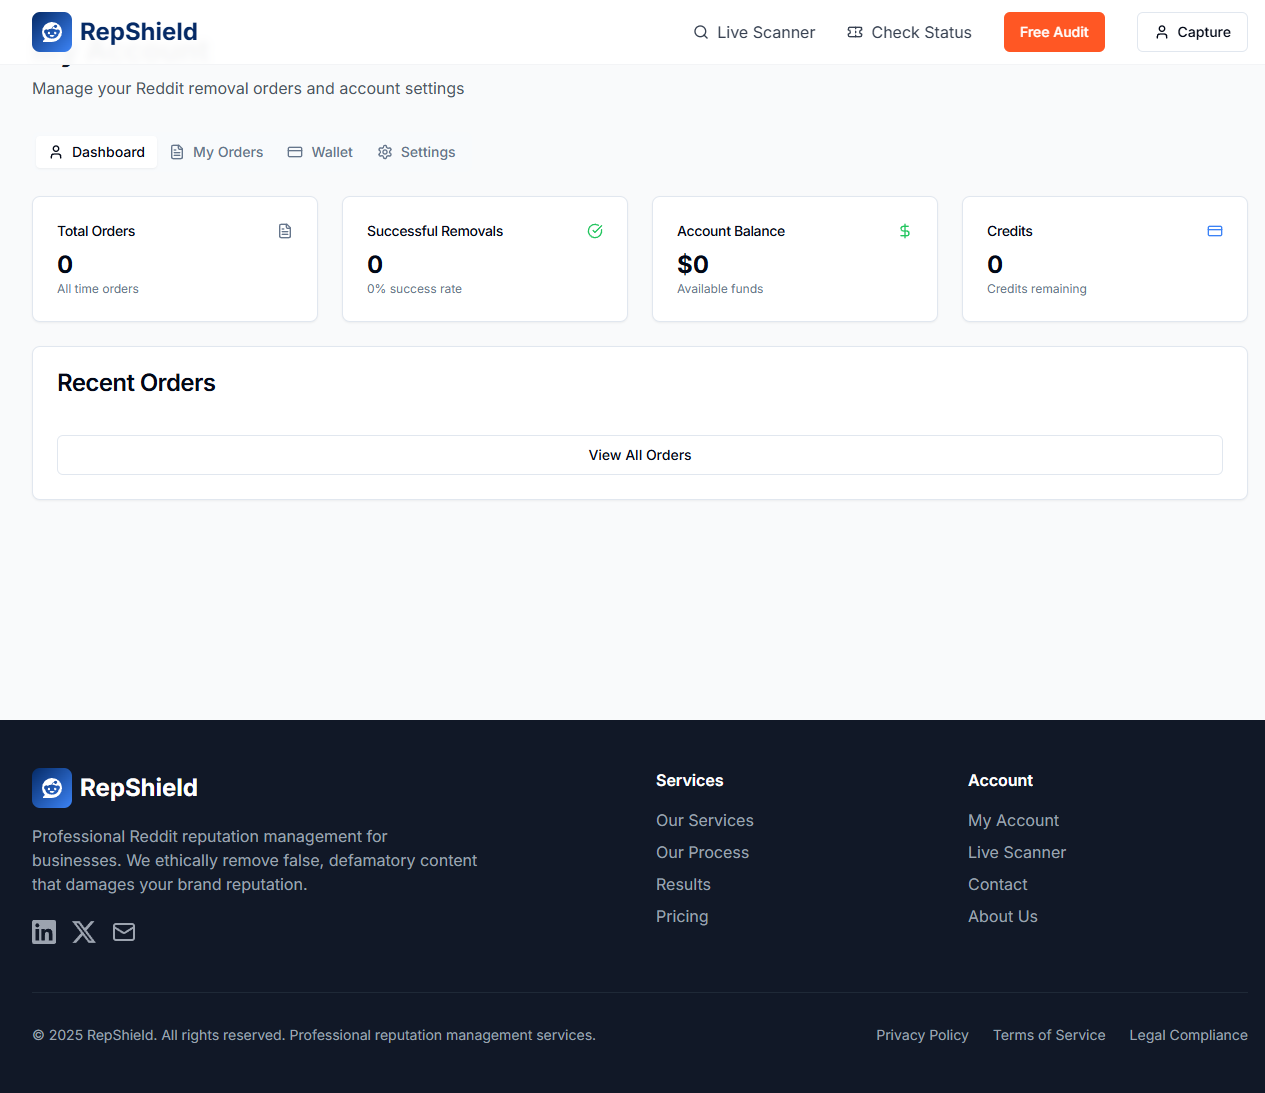 RepShield
Live Scanner
Check Status
Free Audit
Capture
Manage your Reddit removal orders and account settings
Dashboard
My Orders
Wallet
Settings
Total Orders
0
All time orders
Successful Removals
0
0% success rate
Account Balance
$0
Available funds
Credits
0
Credits remaining
Recent Orders
View All Orders
RepShield
Professional Reddit reputation management for
businesses. We ethically remove false, defamatory content
that damages your brand reputation.
Services
Our Services
Our Process
Results
Pricing
Account
My Account
Live Scanner
Contact
About Us
© 2025 RepShield. All rights reserved. Professional reputation management services.
Privacy Policy
Terms of Service
Legal Compliance